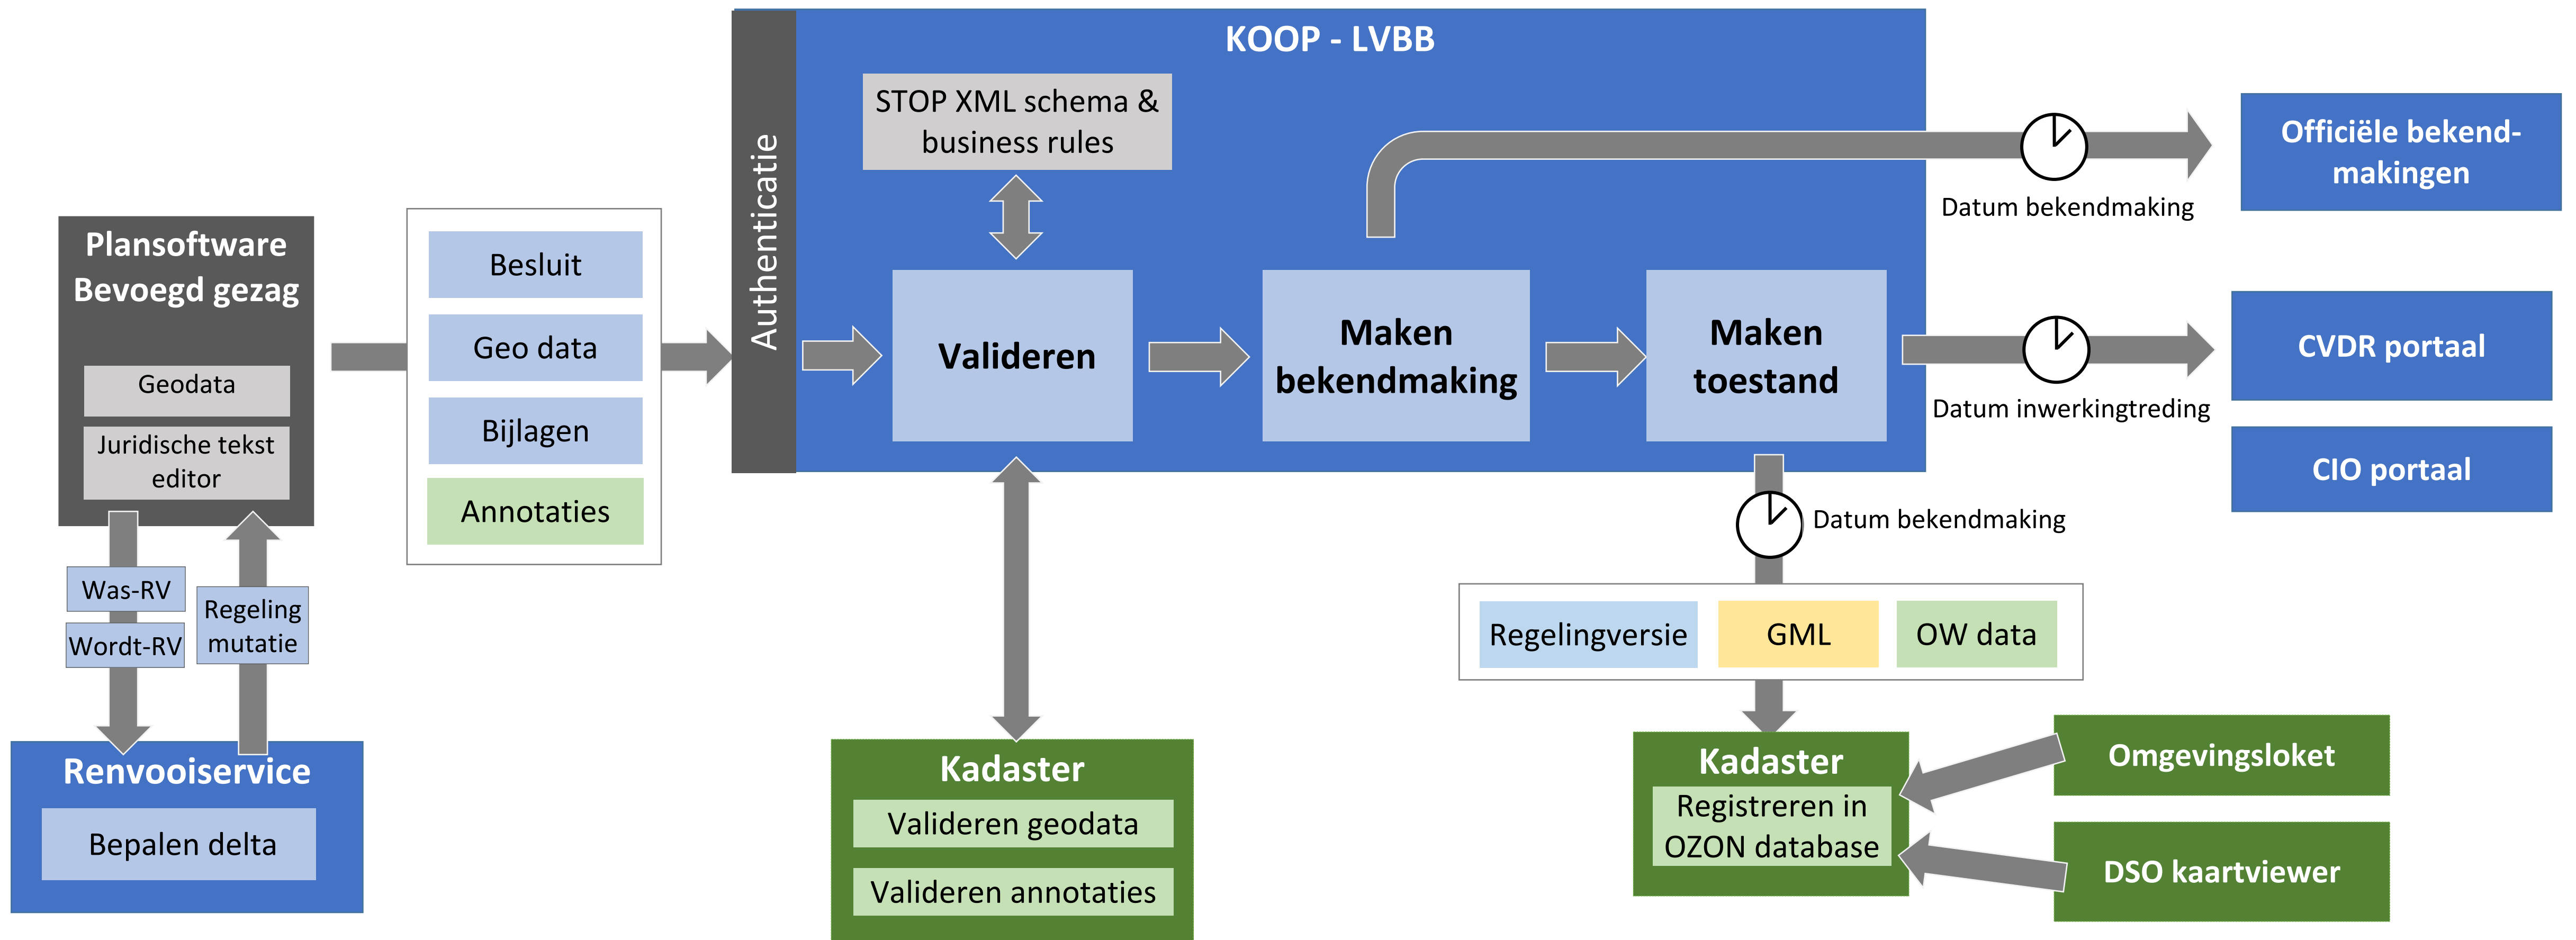 KOOP - LVBB
Authenticatie
STOP XML schema &
business rules
Valideren
Maken
bekendmaking
Maken
toestand
Plansoftware
Bevoegd gezag
Geodata
Juridische tekst
editor
Was-RV
Wordt-RV
Regeling
mutatie
Renvooiservice
Bepalen delta
Besluit
Geo data
Bijlagen
Annotaties
Datum bekendmaking
Officiële bekend-
makingen
Datum inwerkingtreding
CVDR portaal
CIO portaal
Datum bekendmaking
Regelingversie
GML
OW data
Kadaster
Valideren geodata
Valideren annotaties
Kadaster
Registreren in
OZON database
Omgevingsloket
DSO kaartviewer